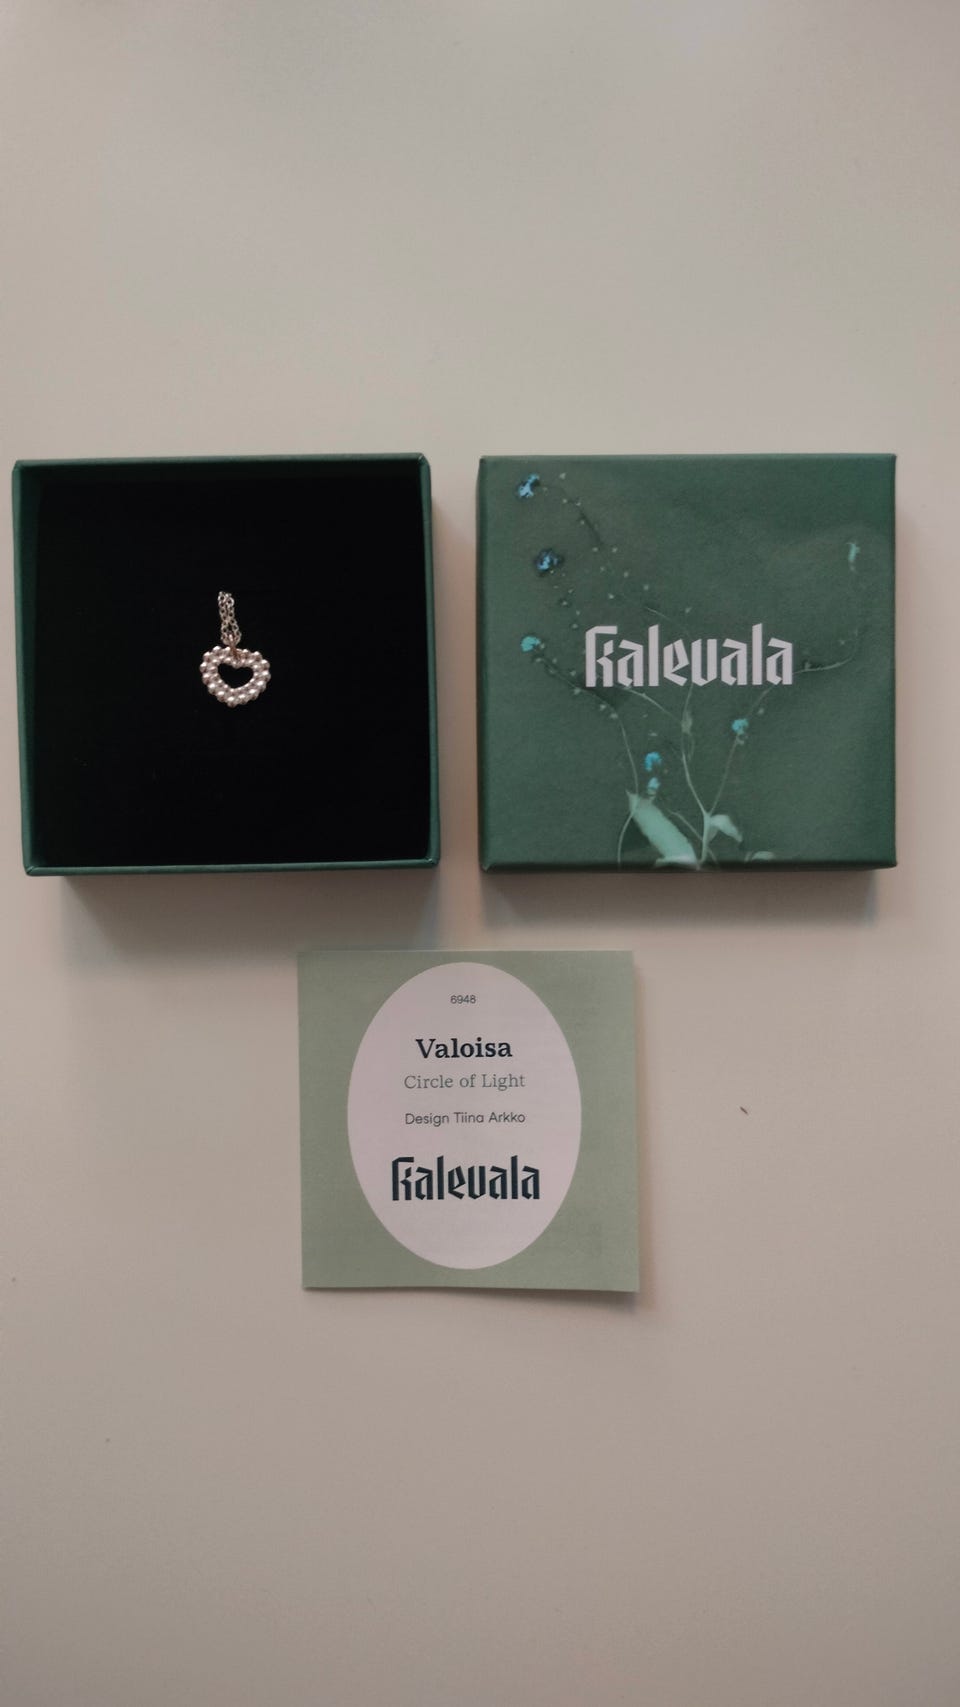 Kalevala
6948
Valoisa
Circle of Light
Design Tiina Arkko
Kalevala